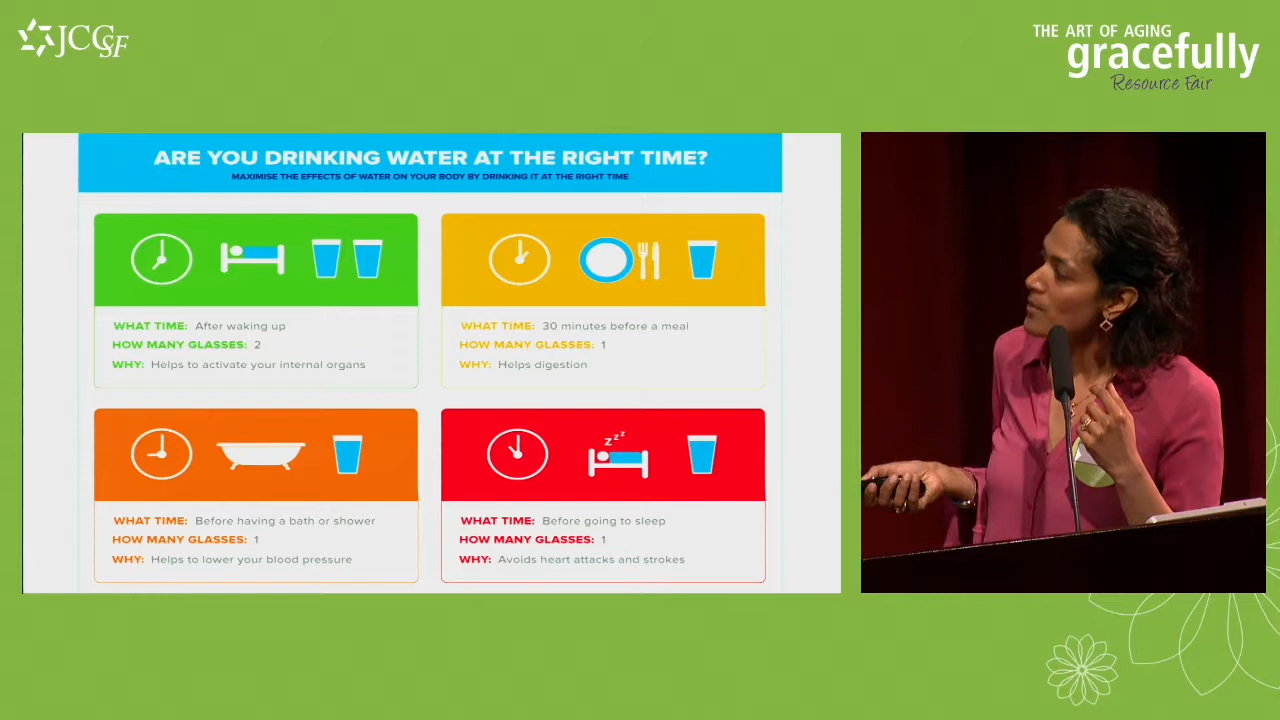 JCCSF
THE ART OF AGING
gracefully
Resource Fair
ARE YOU DRINKING WATER AT THE RIGHT TIME?
MAXIMISE THE EFFECTS OF WATER ON YOUR BODY BY DRINKING IT AT THE RIGHT TIME
WHAT TIME: After waking up
HOW MANY GLASSES: 2
WHY: Helps to activate your internal organs
WHAT TIME: 30 minutes before a meal
HOW MANY GLASSES: 1
WHY: Helps digestion
WHAT TIME: Before having a bath or shower
HOW MANY GLASSES: 1
WHY: Helps to lower your blood pressure
z z z
WHAT TIME: Before going to sleep
HOW MANY GLASSES: 1
WHY: Avoids heart attacks and strokes